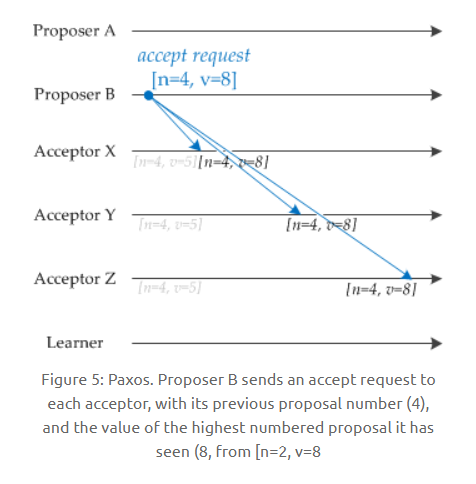 Proposer A
accept request
[n=4, v=8]
Proposer B
Acceptor X
[n=4, v=5] [n=4, v=8]
Acceptor Y
[n=4, v=5] [n=4, v=8]
Acceptor Z
[n=4, v=5] [n=4, v=8]
Learner
Figure 5: Paxos. Proposer B sends an accept request to
each acceptor, with its previous proposal number (4),
and the value of the highest numbered proposal it has
seen (8, from [n=2, v=8